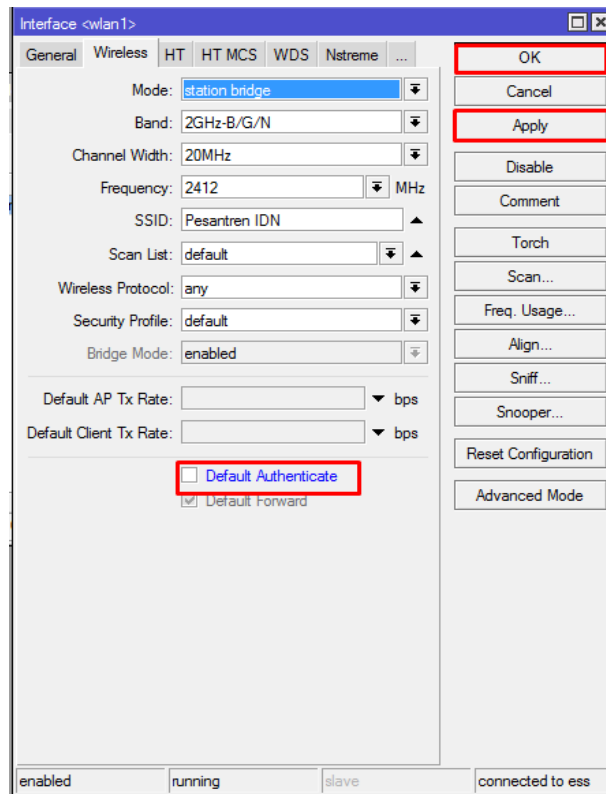 Interface <wlan1>
General Wireless HT HT MCS WDS Nstreme ...
Mode: station bridge
Band: 2GHz-B/G/N
Channel Width: 20MHz
Frequency: 2412 MHz
SSID: Pesantren IDN
Scan List: default
Wireless Protocol: any
Security Profile: default
Bridge Mode: enabled
Default AP Tx Rate: bps
Default Client Tx Rate: bps
Default Authenticate
Default Forward
OK
Cancel
Apply
Disable
Comment
Torch
Scan...
Freq. Usage...
Align...
Sniff...
Snooper...
Reset Configuration
Advanced Mode
enabled running slave connected to ess